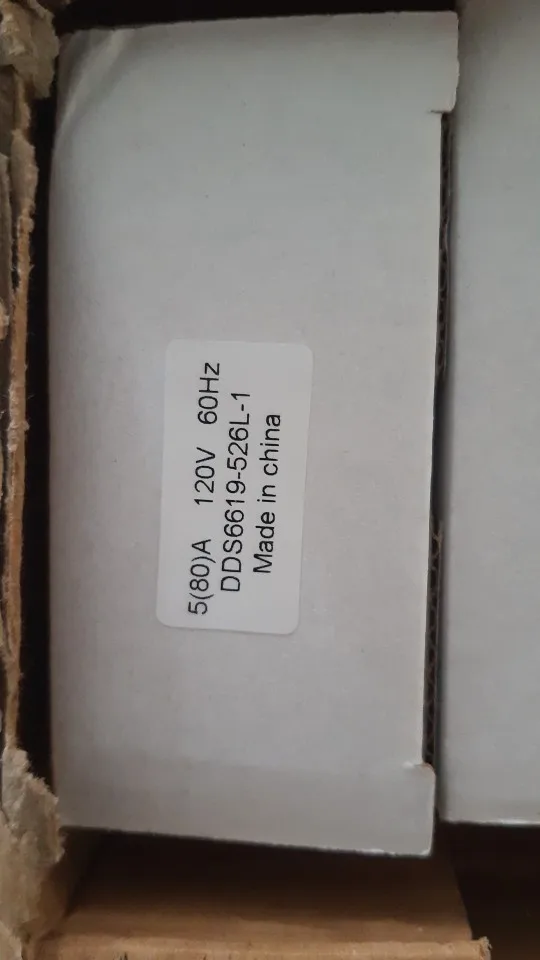 5(80)A 120V 60Hz
DDS6619-526L-1
Made in china